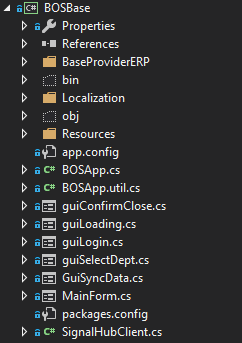 C# BOSBase
Properties
References
BaseProviderERP
bin
Localization
obj
Resources
app.config
C# BOSApp.cs
C# BOSApp.util.cs
guiConfirmClose.cs
guiLoading.cs
guiLogin.cs
guiSelectDept.cs
GuiSyncData.cs
MainForm.cs
packages.config
C# SignalHubClient.cs